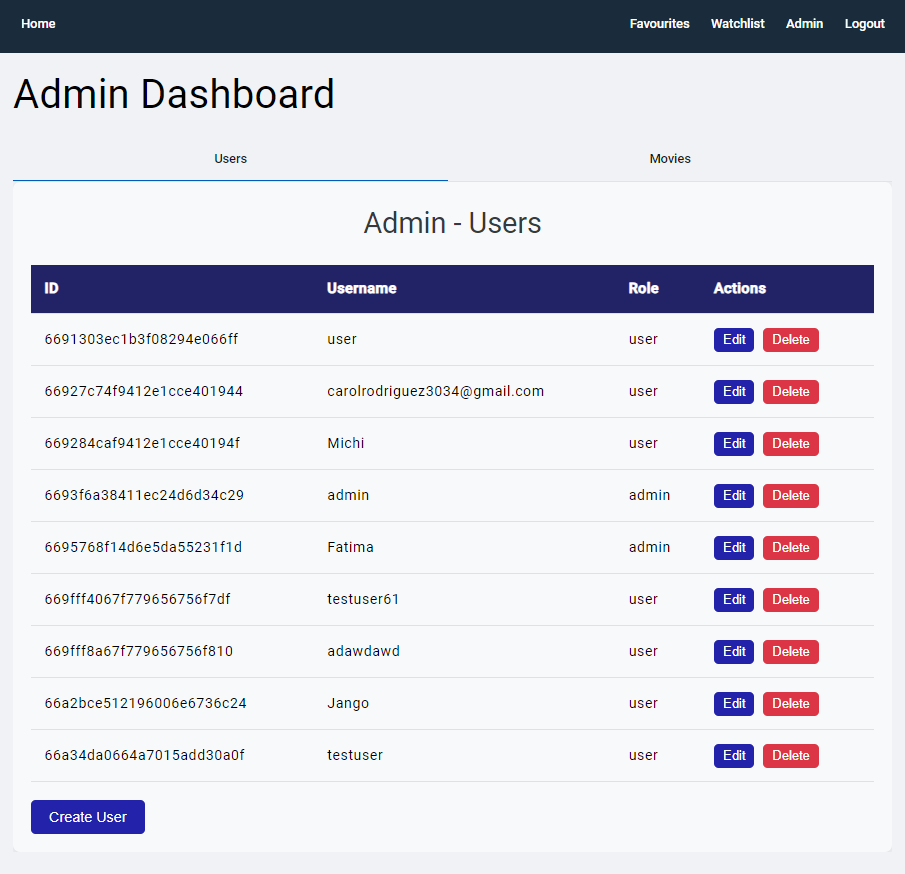 Home Favourites Watchlist Admin Logout
Admin Dashboard
Users Movies
Admin - Users
ID Username Role Actions
6691303ec1b3f08294e066ff user user Edit Delete
66927c74f9412e1cce401944 carolrodriguez3034@gmail.com user Edit Delete
669284caf9412e1cce40194f Michi user Edit Delete
6693f6a38411ec24d6d34c29 admin admin Edit Delete
6695768f14d6e5da55231f1d Fatima admin Edit Delete
669fff4067f779656756f7df testuser61 user Edit Delete
669fff8a67f779656756f810 adawdawd user Edit Delete
66a2bce512196006e6736c24 Jango user Edit Delete
66a34da0664a7015add30a0f testuser user Edit Delete
Create User